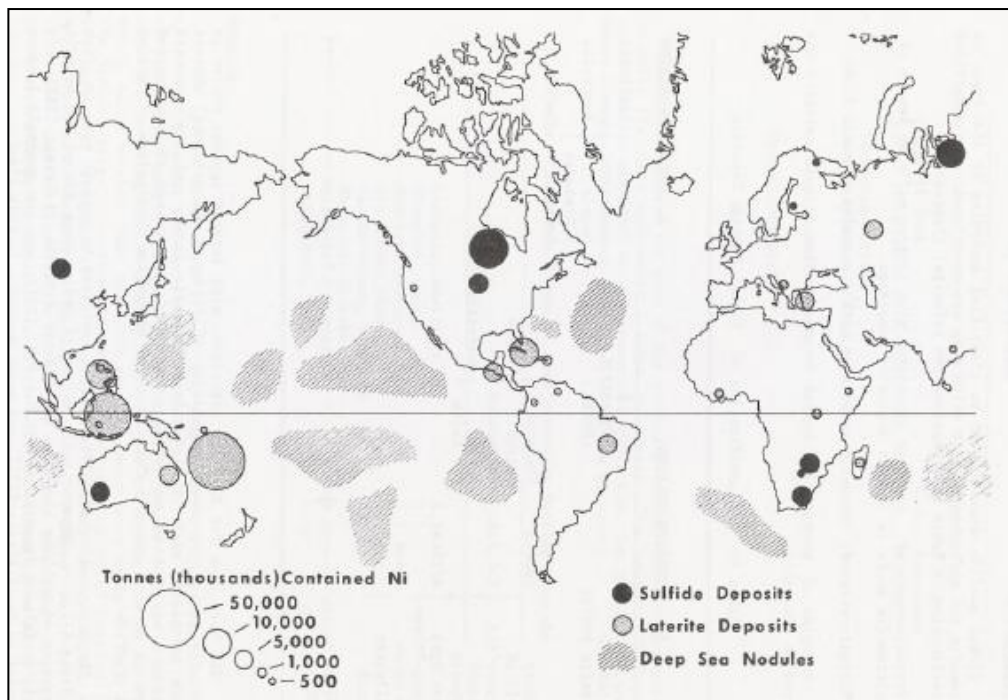 Tonnes (thousands) Contained Ni
50,000
10,000
5,000
1,000
500
Sulfide Deposits
Laterite Deposits
Deep Sea Nodules